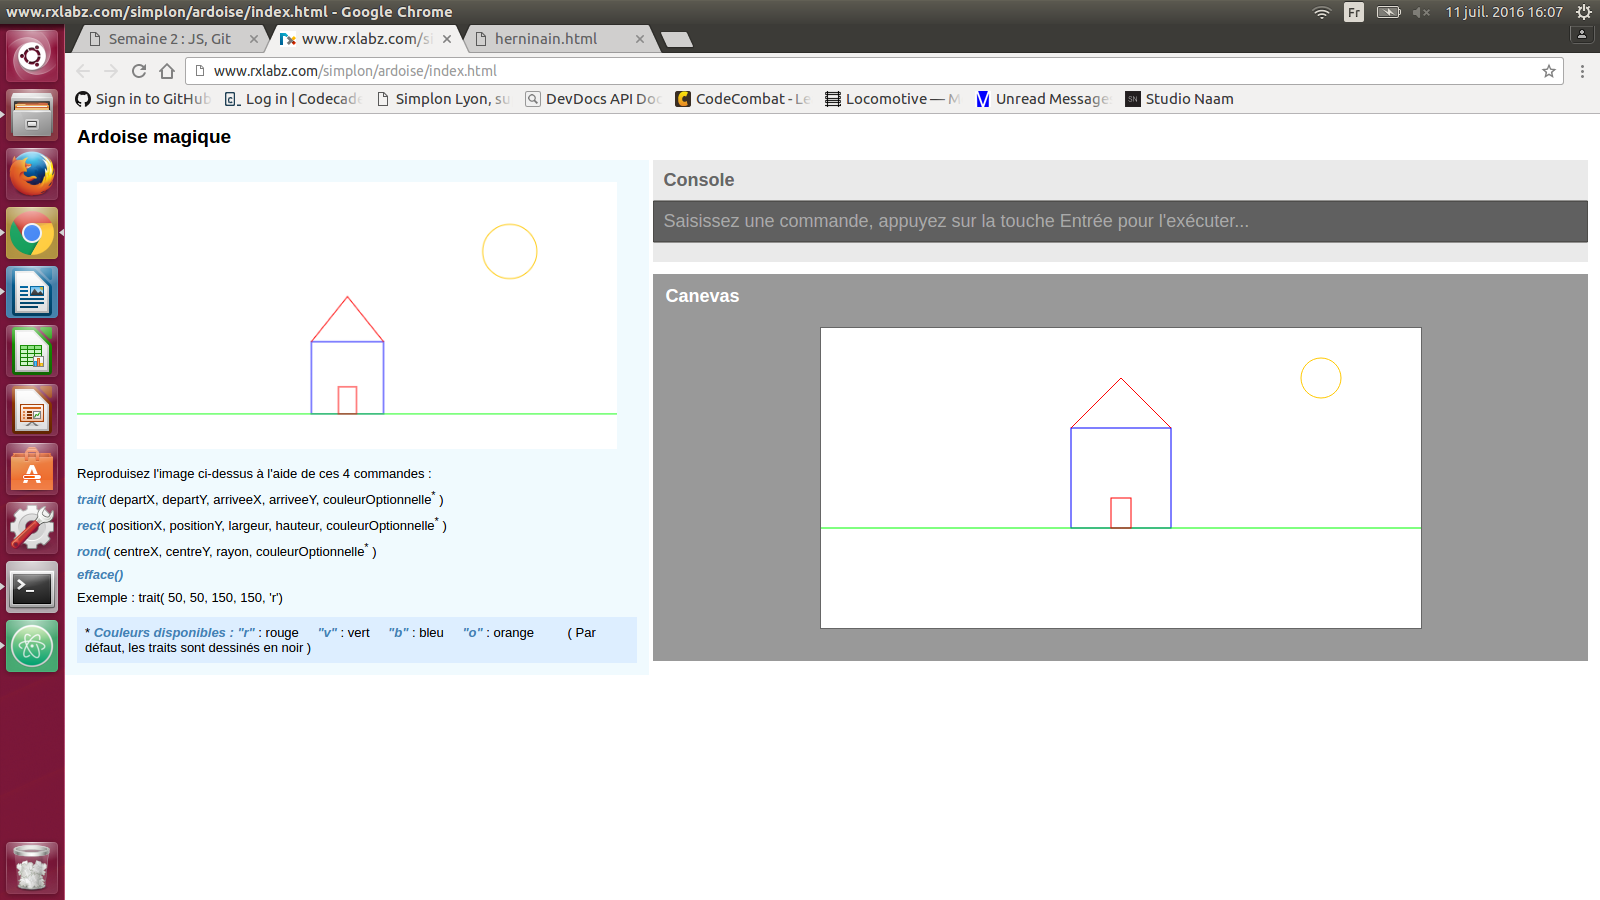 www.rxlabz.com/simplon/ardoise/index.html - Google Chrome
Fr
11 juil. 2016 16:07
Semaine 2 : JS, Git
www.rxlabz.com/si
herninain.html
www.rxlabz.com/simplon/ardoise/index.html
Sign in to GitHub
Log in | Codecade
Simplon Lyon, su
DevDocs API Doc
CodeCombat - Le
Locomotive — M
Unread Messages
SN Studio Naam
Ardoise magique
Console
Saisissez une commande, appuyez sur la touche Entrée pour l'exécuter...
Canevas
Reproduisez l'image ci-dessus à l'aide de ces 4 commandes :
trait( departX, departY, arriveeX, arriveeY, couleurOptionnelle* )
rect( positionX, positionY, largeur, hauteur, couleurOptionnelle* )
rond( centreX, centreY, rayon, couleurOptionnelle* )
efface()
Exemple : trait( 50, 50, 150, 150, 'r')
* Couleurs disponibles : "r" : rouge "v" : vert "b" : bleu "o" : orange ( Par
défaut, les traits sont dessinés en noir )